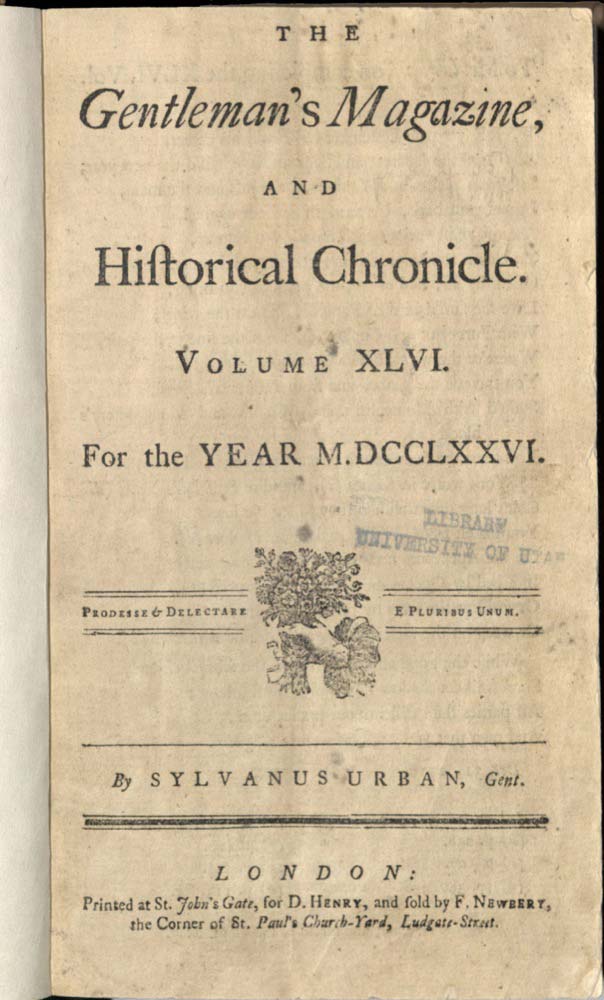 THE
Gentleman's Magazine,
AND
Hiſtorical Chronicle.
VOLUME XLVI.
For the YEAR M.DCCLXXVI.
LIBRARY
UNIVERSITY OF UTAH
PRODESSE & DELECTARE
E PLURIBUS UNUM.
By SYLVANUS URBAN, Gent.
LONDON:
Printed at St. John's Gate, for D. HENRY, and ſold by F. NEWBERY,
the Corner of St. Paul's Church-Yard, Ludgate-Street.